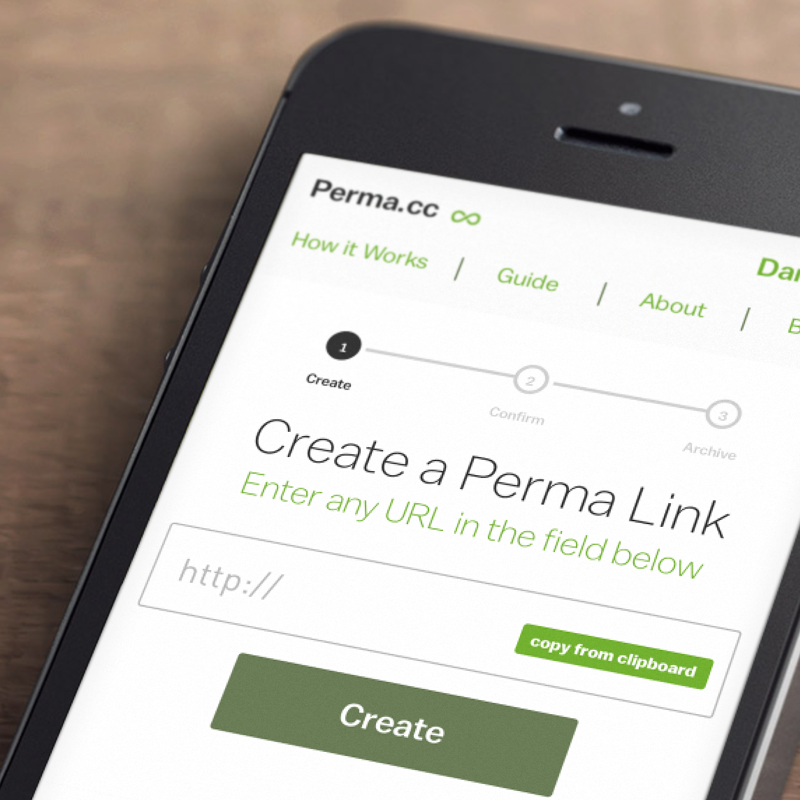 Perma.cc
How it Works | Guide | About |
1 2 3
Create Confirm Archive
Create a Perma Link
Enter any URL in the field below
http://
copy from clipboard
Create